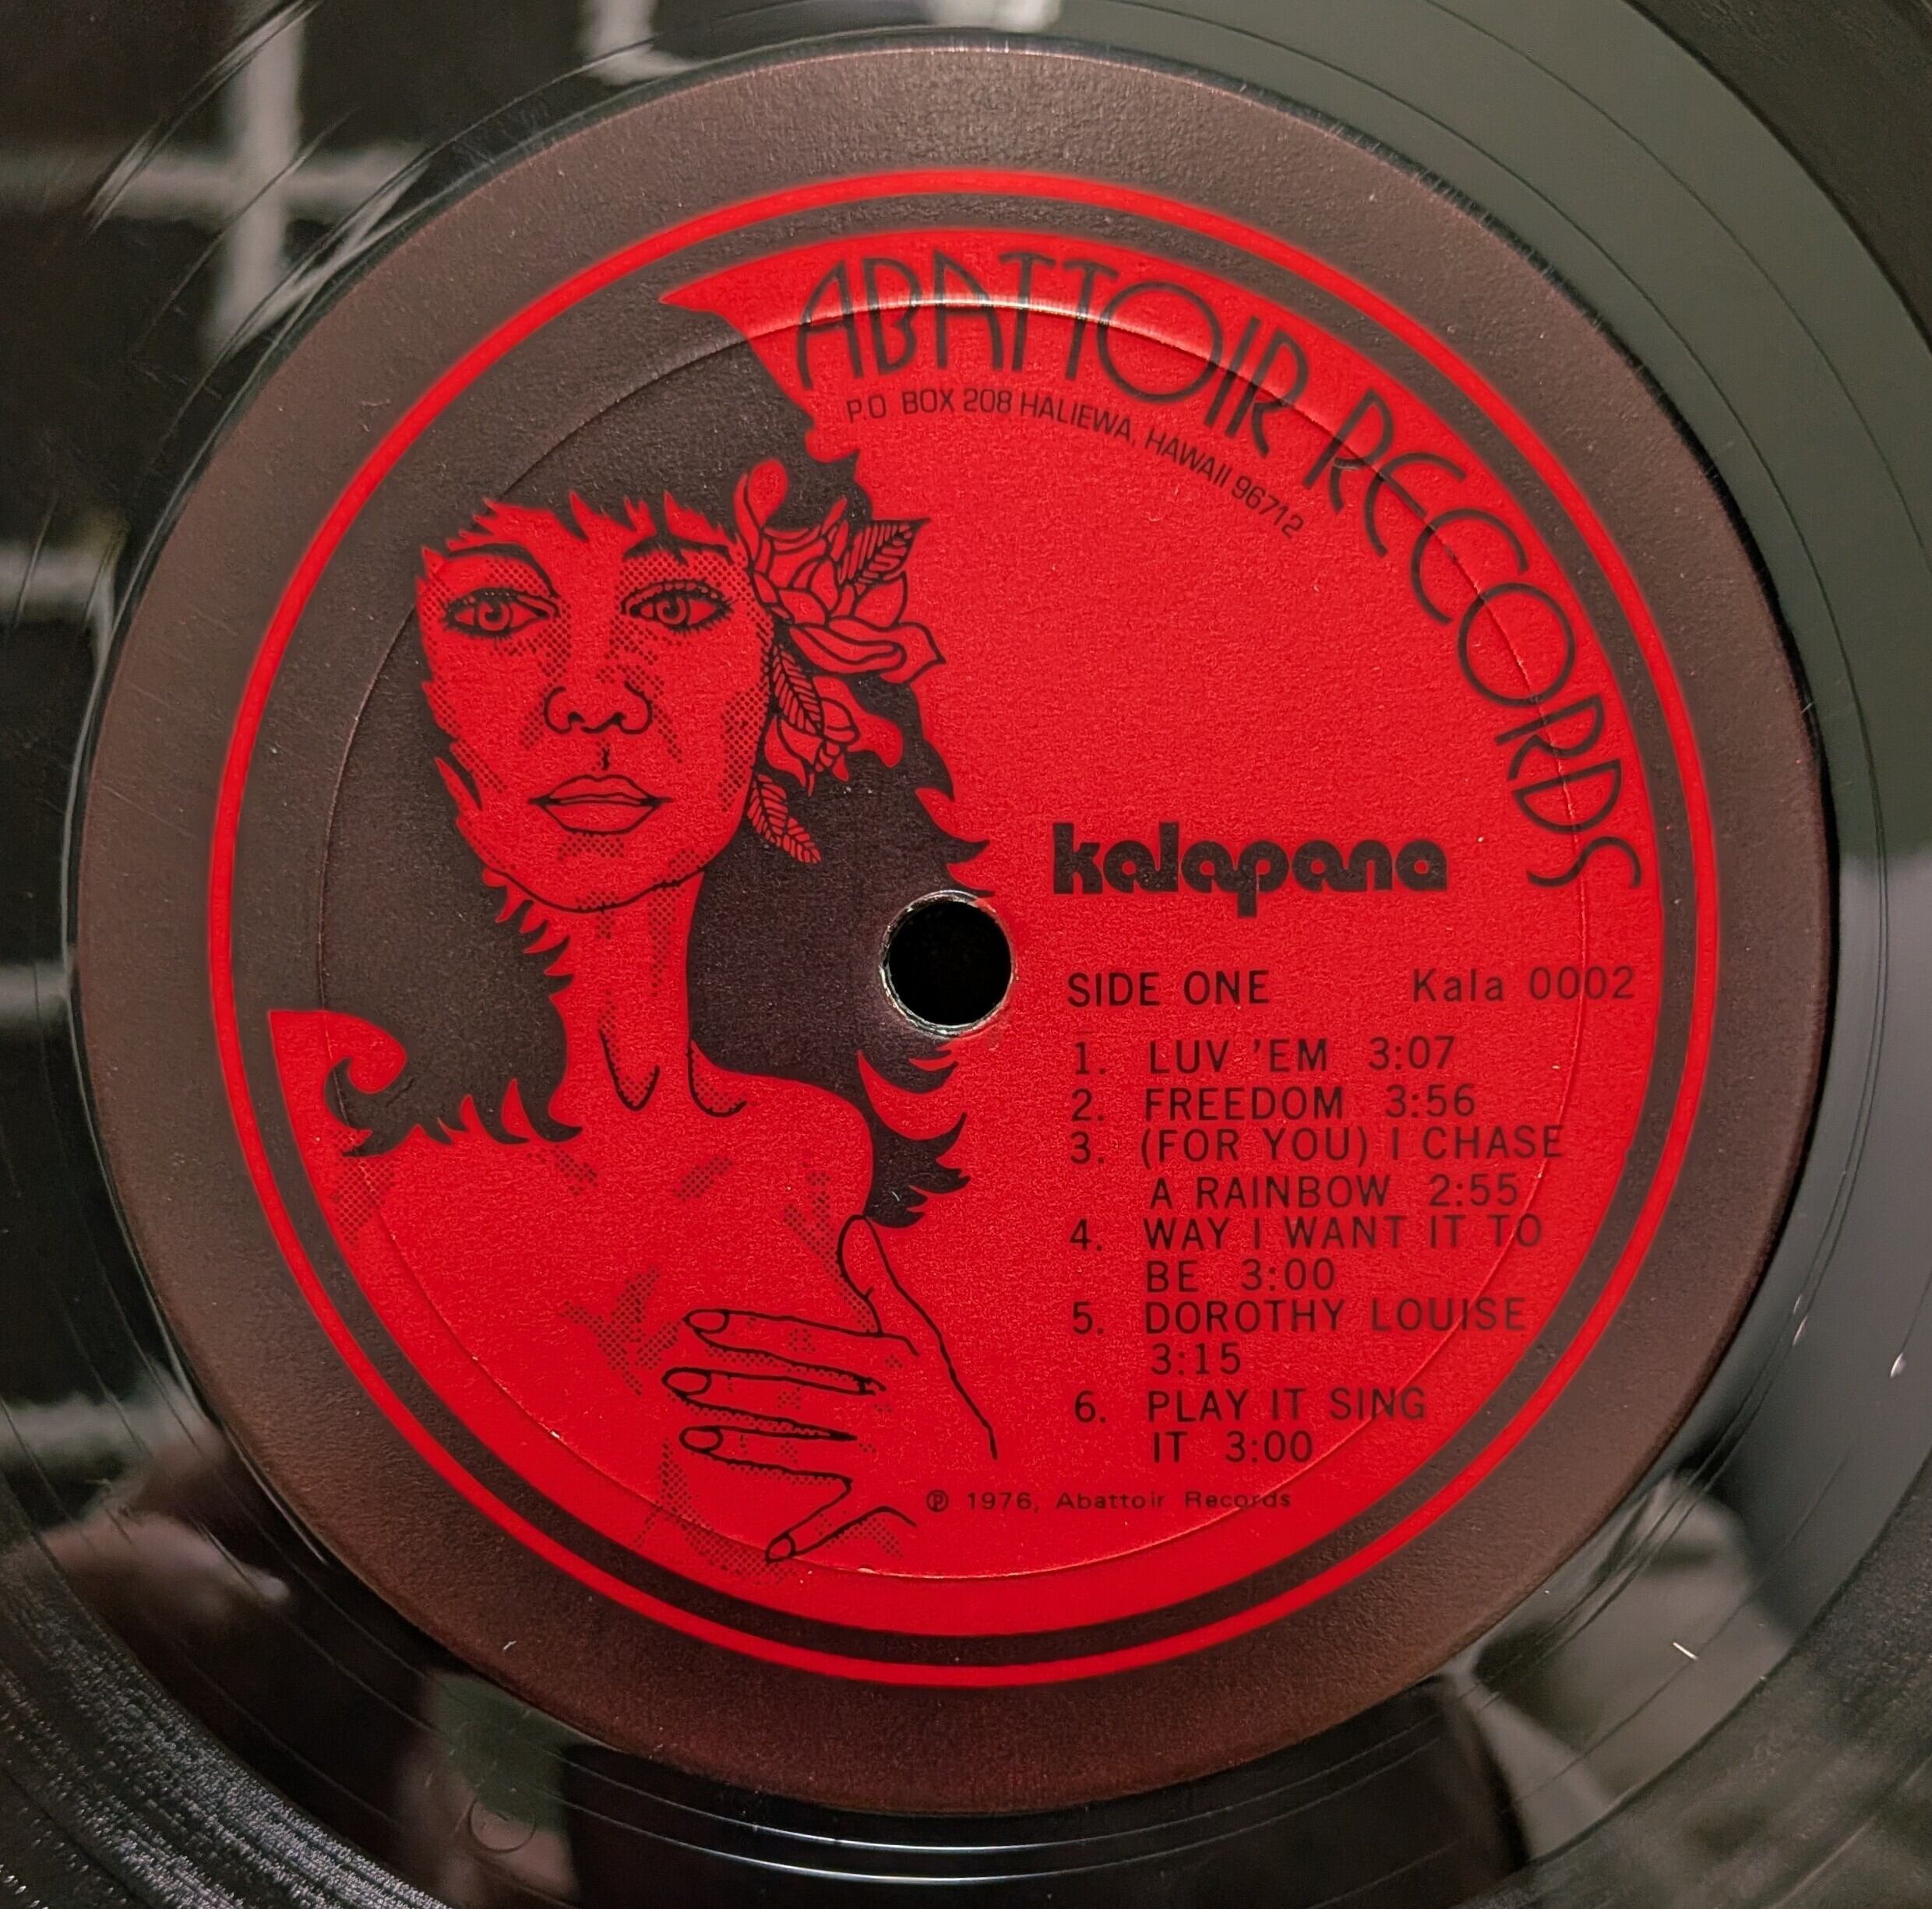 ABATTOIR RECORDS
P.O BOX 208 HALIEWA, HAWAII 96712
kalapana
SIDE ONE Kala 0002
1. LUV 'EM 3:07
2. FREEDOM 3:56
3. (FOR YOU) I CHASE
A RAINBOW 2:55
4. WAY I WANT IT TO
BE 3:00
5. DOROTHY LOUISE
3:15
6. PLAY IT SING
IT 3:00
℗ 1976, Abattoir Records